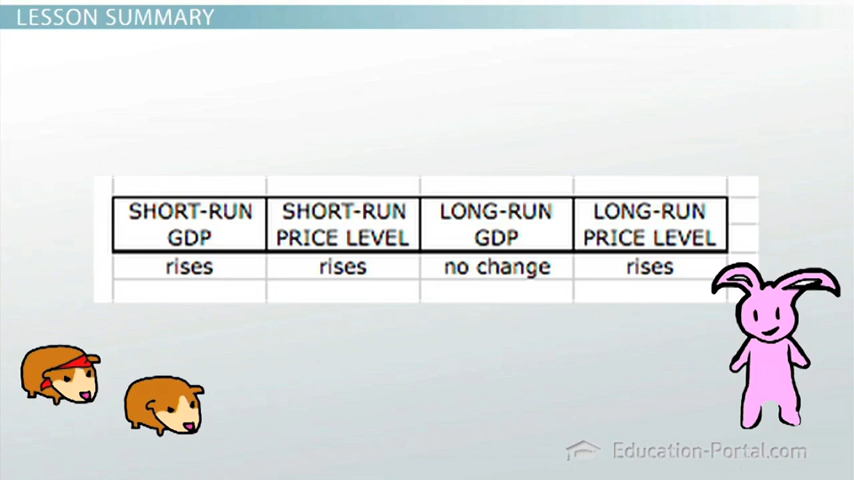 LESSON SUMMARY
SHORT-RUN GDP SHORT-RUN PRICE LEVEL LONG-RUN GDP LONG-RUN PRICE LEVEL
rises rises no change rises
Education-Portal.com